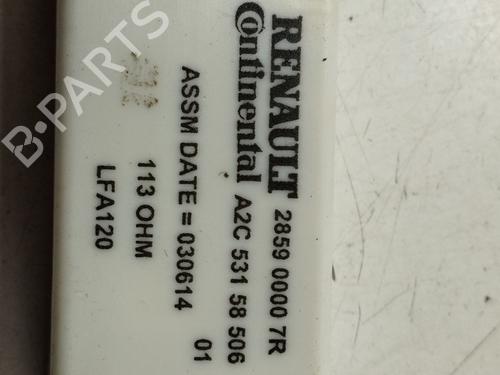 RENAULT 2859 0000 7R
Continental A2C 531 58 506
ASSM DATE = 030614 01
113 OHM
LFA120
B-PARTS